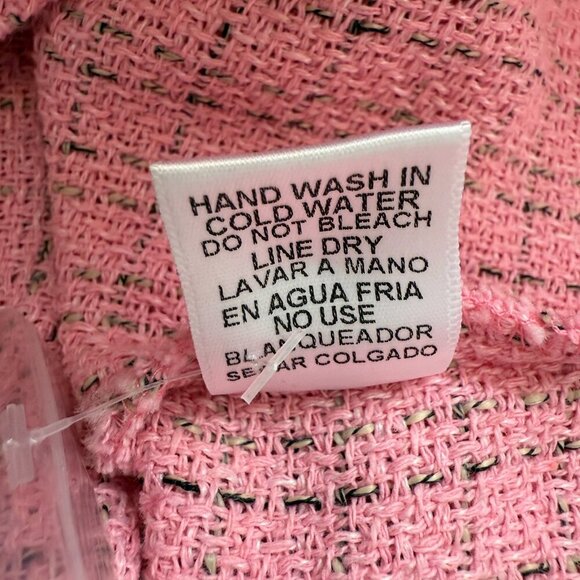 HAND WASH IN
COLD WATER
DO NOT BLEACH
LINE DRY
LAVAR A MANO
EN AGUA FRIA
NO USE
BLANQUEADOR
SECAR COLGADO